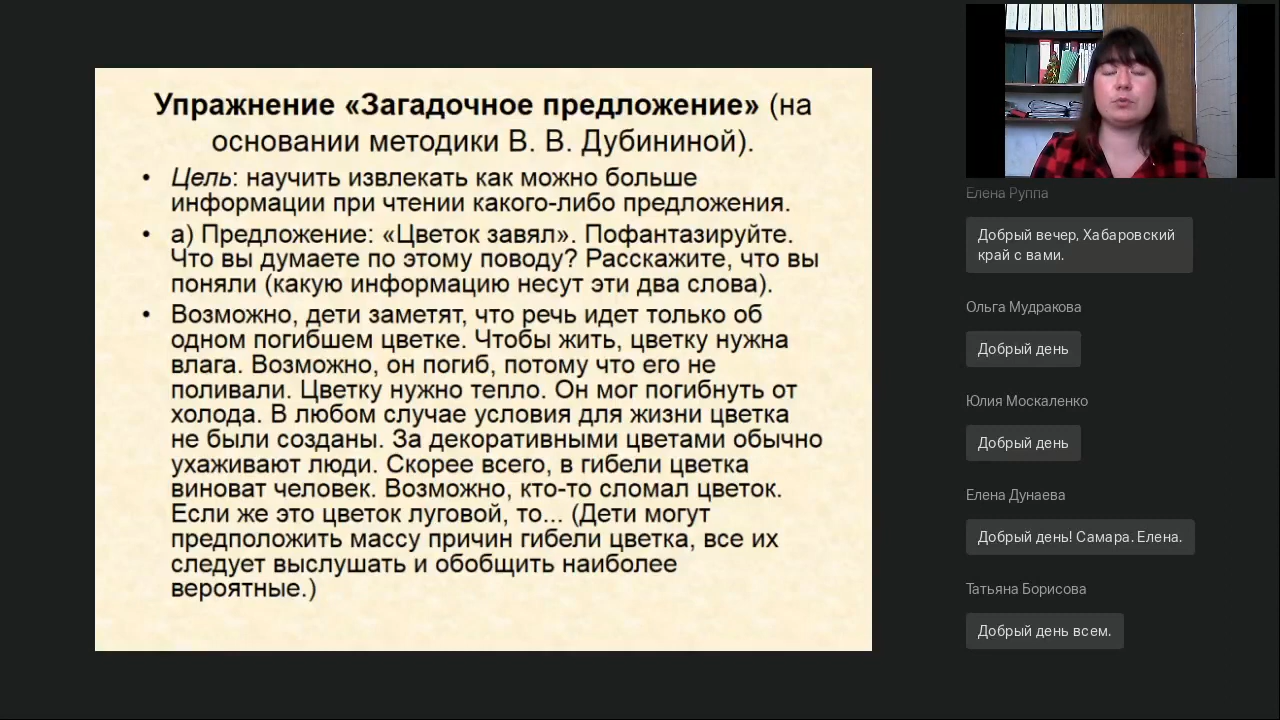 Упражнение «Загадочное предложение» (на
основании методики В. В. Дубининой).
• Цель: научить извлекать как можно больше
информации при чтении какого-либо предложения.
• а) Предложение: «Цветок завял». Пофантазируйте.
Что вы думаете по этому поводу? Расскажите, что вы
поняли (какую информацию несут эти два слова).
• Возможно, дети заметят, что речь идет только об
одном погибшем цветке. Чтобы жить, цветку нужна
влага. Возможно, он погиб, потому что его не
поливали. Цветку нужно тепло. Он мог погибнуть от
холода. В любом случае условия для жизни цветка
не были созданы. За декоративными цветами обычно
ухаживают люди. Скорее всего, в гибели цветка
виноват человек. Возможно, кто-то сломал цветок.
Если же это цветок луговой, то... (Дети могут
предположить массу причин гибели цветка, все их
следует выслушать и обобщить наиболее
вероятные.)
Елена Руппа
Добрый вечер, Хабаровский
край с вами.
Ольга Мудракова
Добрый день
Юлия Москаленко
Добрый день
Елена Дунаева
Добрый день! Самара. Елена.
Татьяна Борисова
Добрый день всем.